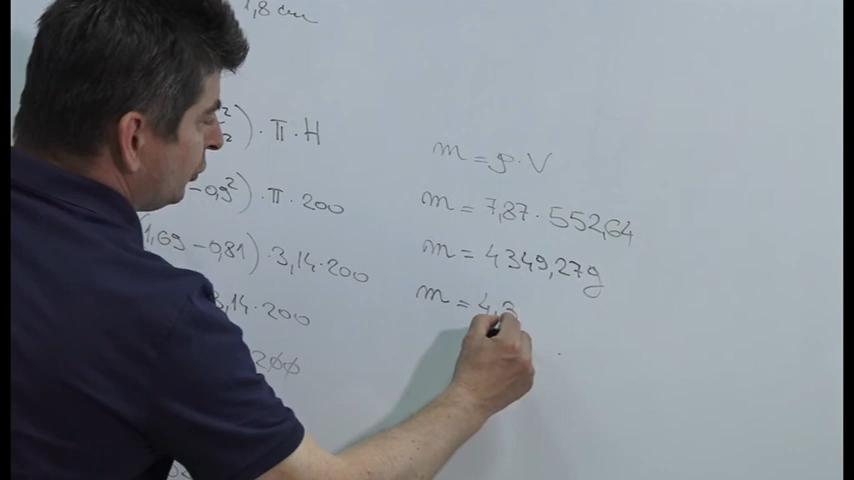 1,8 cm
) · π · H
-0,9²) · π · 200
1,69 - 0,81) · 3,14 · 200
3,14 · 200
200
m = ρ · V
m = 7,87 · 552,64
m = 4349,27g
m = 4,3